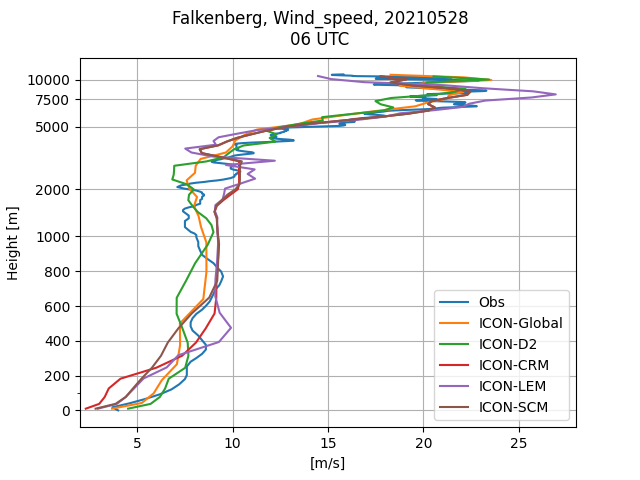 Falkenberg, Wind_speed, 20210528
06 UTC
10000
7500
5000
2000
1000
800
600
400
200
0
Height [m]
5
10
15
20
25
[m/s]
Obs
ICON-Global
ICON-D2
ICON-CRM
ICON-LEM
ICON-SCM